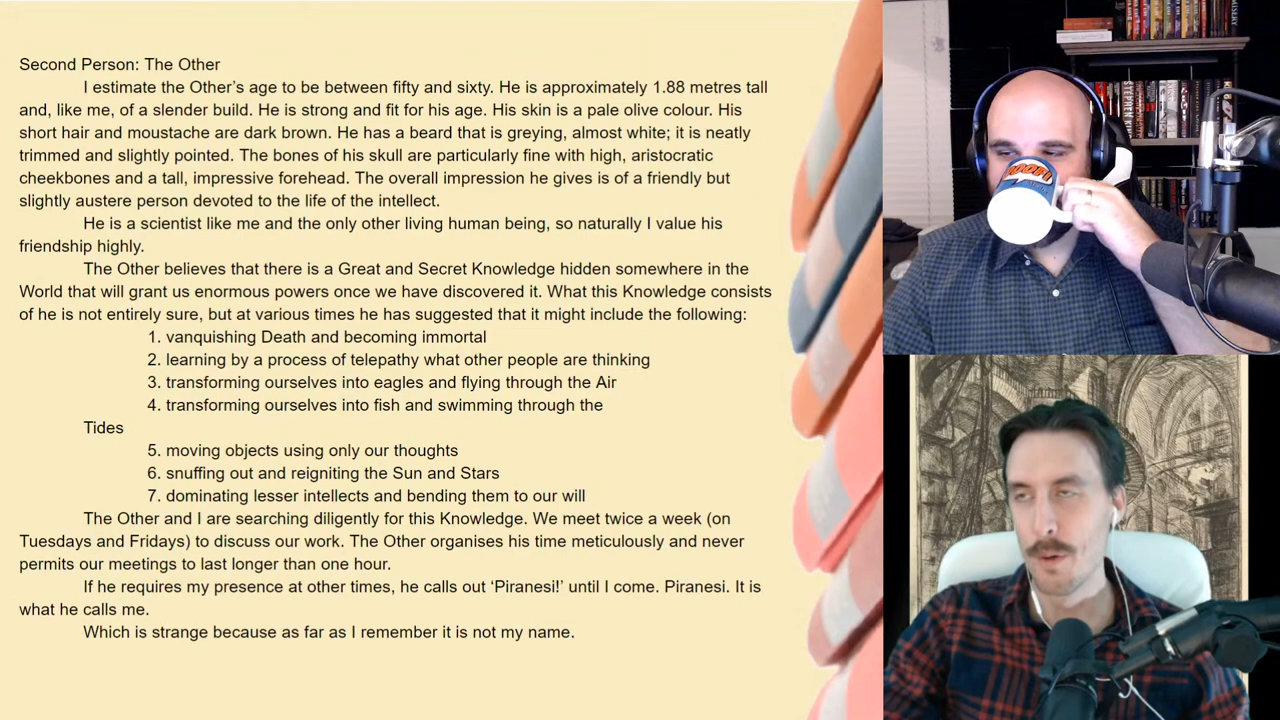 Second Person: The Other
I estimate the Other’s age to be between fifty and sixty. He is approximately 1.88 metres tall
and, like me, of a slender build. He is strong and fit for his age. His skin is a pale olive colour. His
short hair and moustache are dark brown. He has a beard that is greying, almost white; it is neatly
trimmed and slightly pointed. The bones of his skull are particularly fine with high, aristocratic
cheekbones and a tall, impressive forehead. The overall impression he gives is of a friendly but
slightly austere person devoted to the life of the intellect.
He is a scientist like me and the only other living human being, so naturally I value his
friendship highly.
The Other believes that there is a Great and Secret Knowledge hidden somewhere in the
World that will grant us enormous powers once we have discovered it. What this Knowledge consists
of he is not entirely sure, but at various times he has suggested that it might include the following:
1. vanquishing Death and becoming immortal
2. learning by a process of telepathy what other people are thinking
3. transforming ourselves into eagles and flying through the Air
4. transforming ourselves into fish and swimming through the
Tides
5. moving objects using only our thoughts
6. snuffing out and reigniting the Sun and Stars
7. dominating lesser intellects and bending them to our will
The Other and I are searching diligently for this Knowledge. We meet twice a week (on
Tuesdays and Fridays) to discuss our work. The Other organises his time meticulously and never
permits our meetings to last longer than one hour.
If he requires my presence at other times, he calls out ‘Piranesi!’ until I come. Piranesi. It is
what he calls me.
Which is strange because as far as I remember it is not my name.
STEPHEN KING